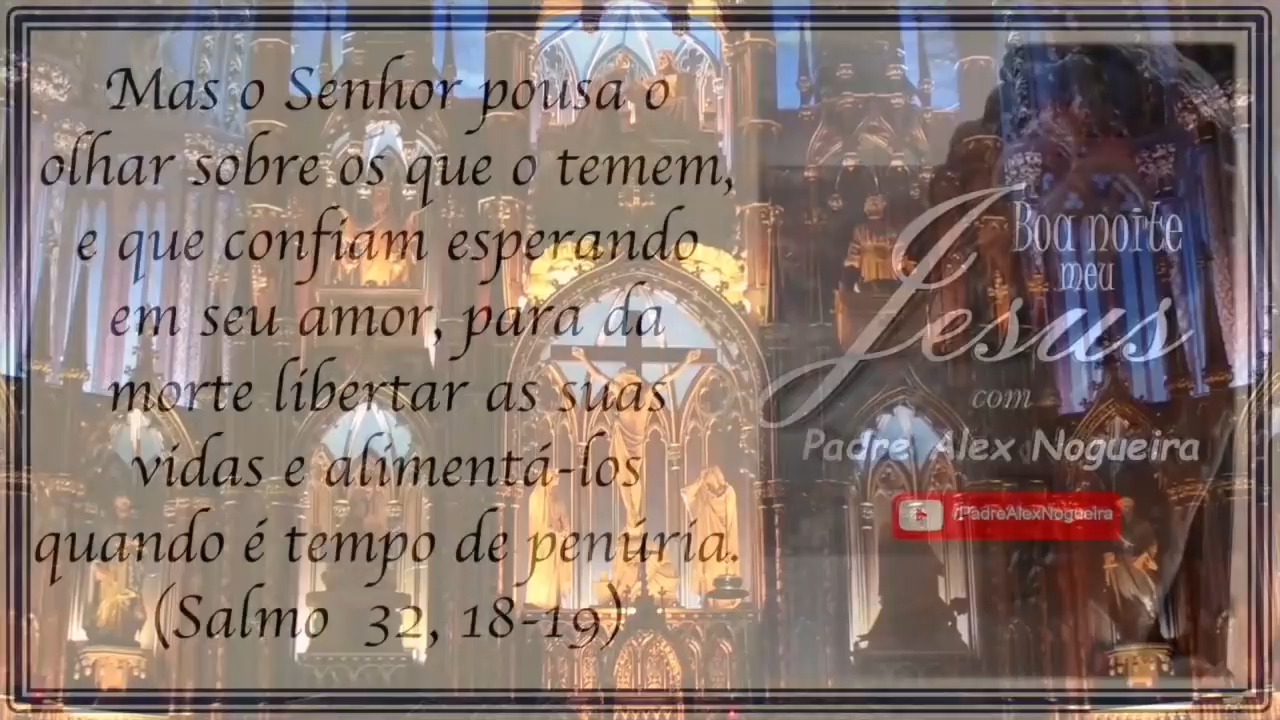 Mas o Senhor pousa o
olhar sobre os que o temem,
e que confiam esperando
em seu amor, para da
morte libertar as suas
vidas e alimentá-los
quando é tempo de penúria.
(Salmo 32, 18-19)
Boa noite
meu
Jesus
com
Padre Alex Nogueira
/PadreAlexNogueira